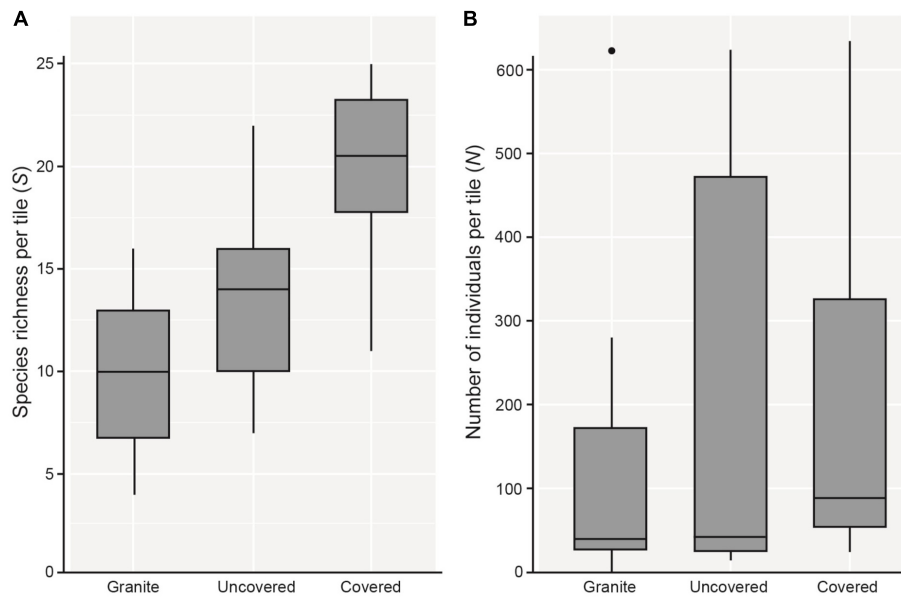 A
Species richness per tile (S)
25
20
15
10
5
0
Granite Uncovered Covered
B
Number of individuals per tile (N)
600
500
400
300
200
100
0
Granite Uncovered Covered